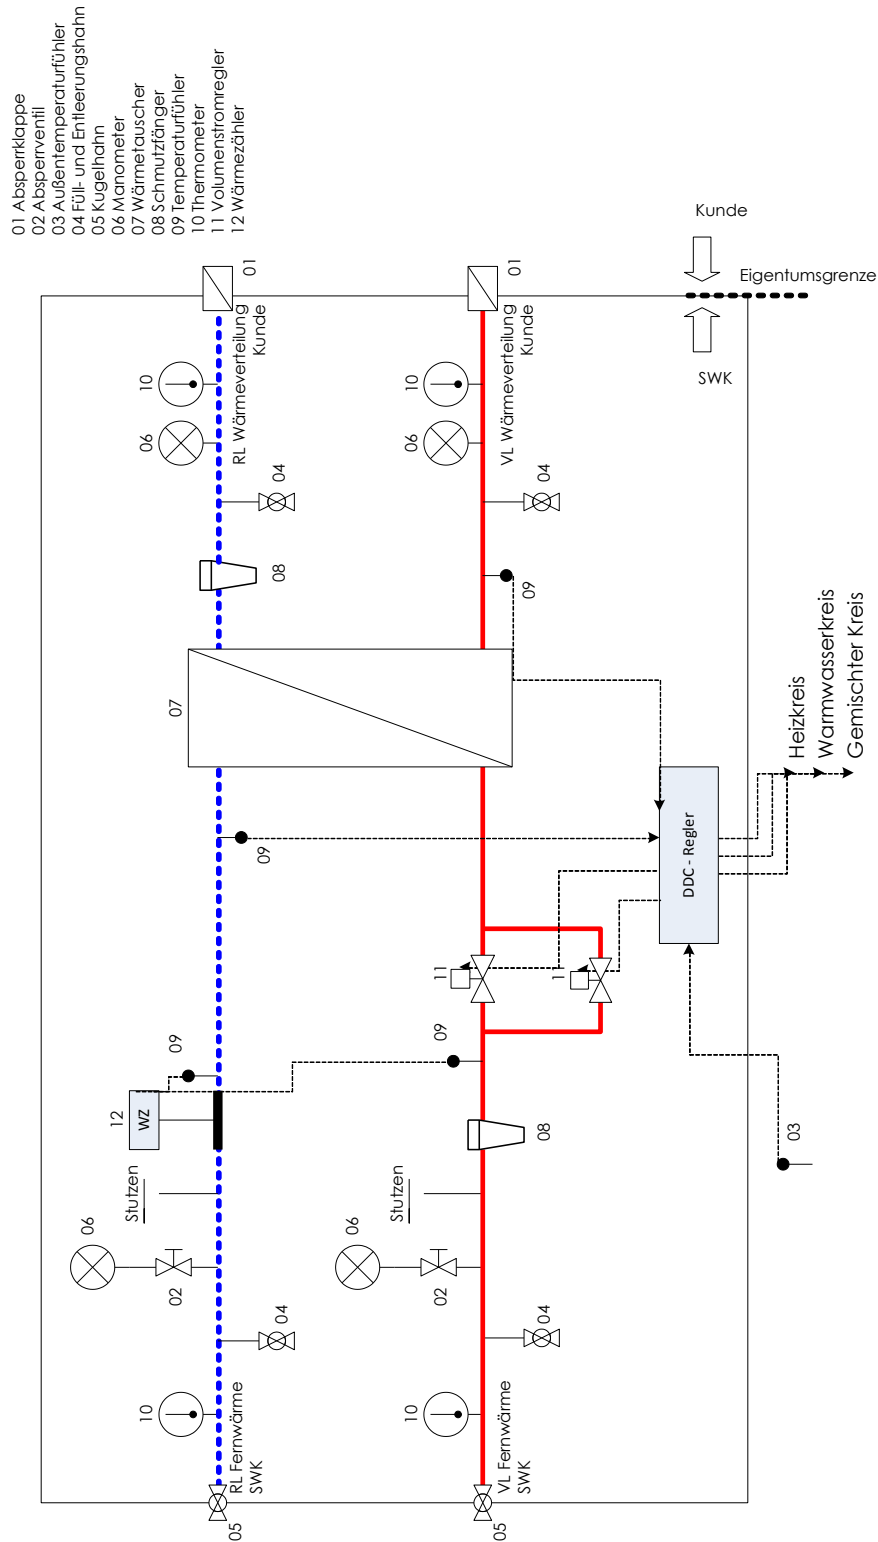 01 Absperrklappe
02 Absperrventil
03 Außentemperaturfühler
04 Füll- und Entleerungshahn
05 Kugelhahn
06 Manometer
07 Wärmetauscher
08 Schmutzfänger
09 Temperaturfühler
10 Thermometer
11 Volumenstromregler
12 Wärmezähler
05
RL Fernwärme
SWK
10
04
02
06
Stutzen
12
WZ
09
09
07
08
04
06
10
RL Wärmeverteilung
Kunde
01
05
VL Fernwärme
SWK
10
04
02
06
Stutzen
08
09
11
11
09
04
06
10
VL Wärmeverteilung
Kunde
01
03
DDC - Regler
Heizkreis
Warmwasserkreis
Gemischter Kreis
Kunde
Eigentumsgrenze
SWK